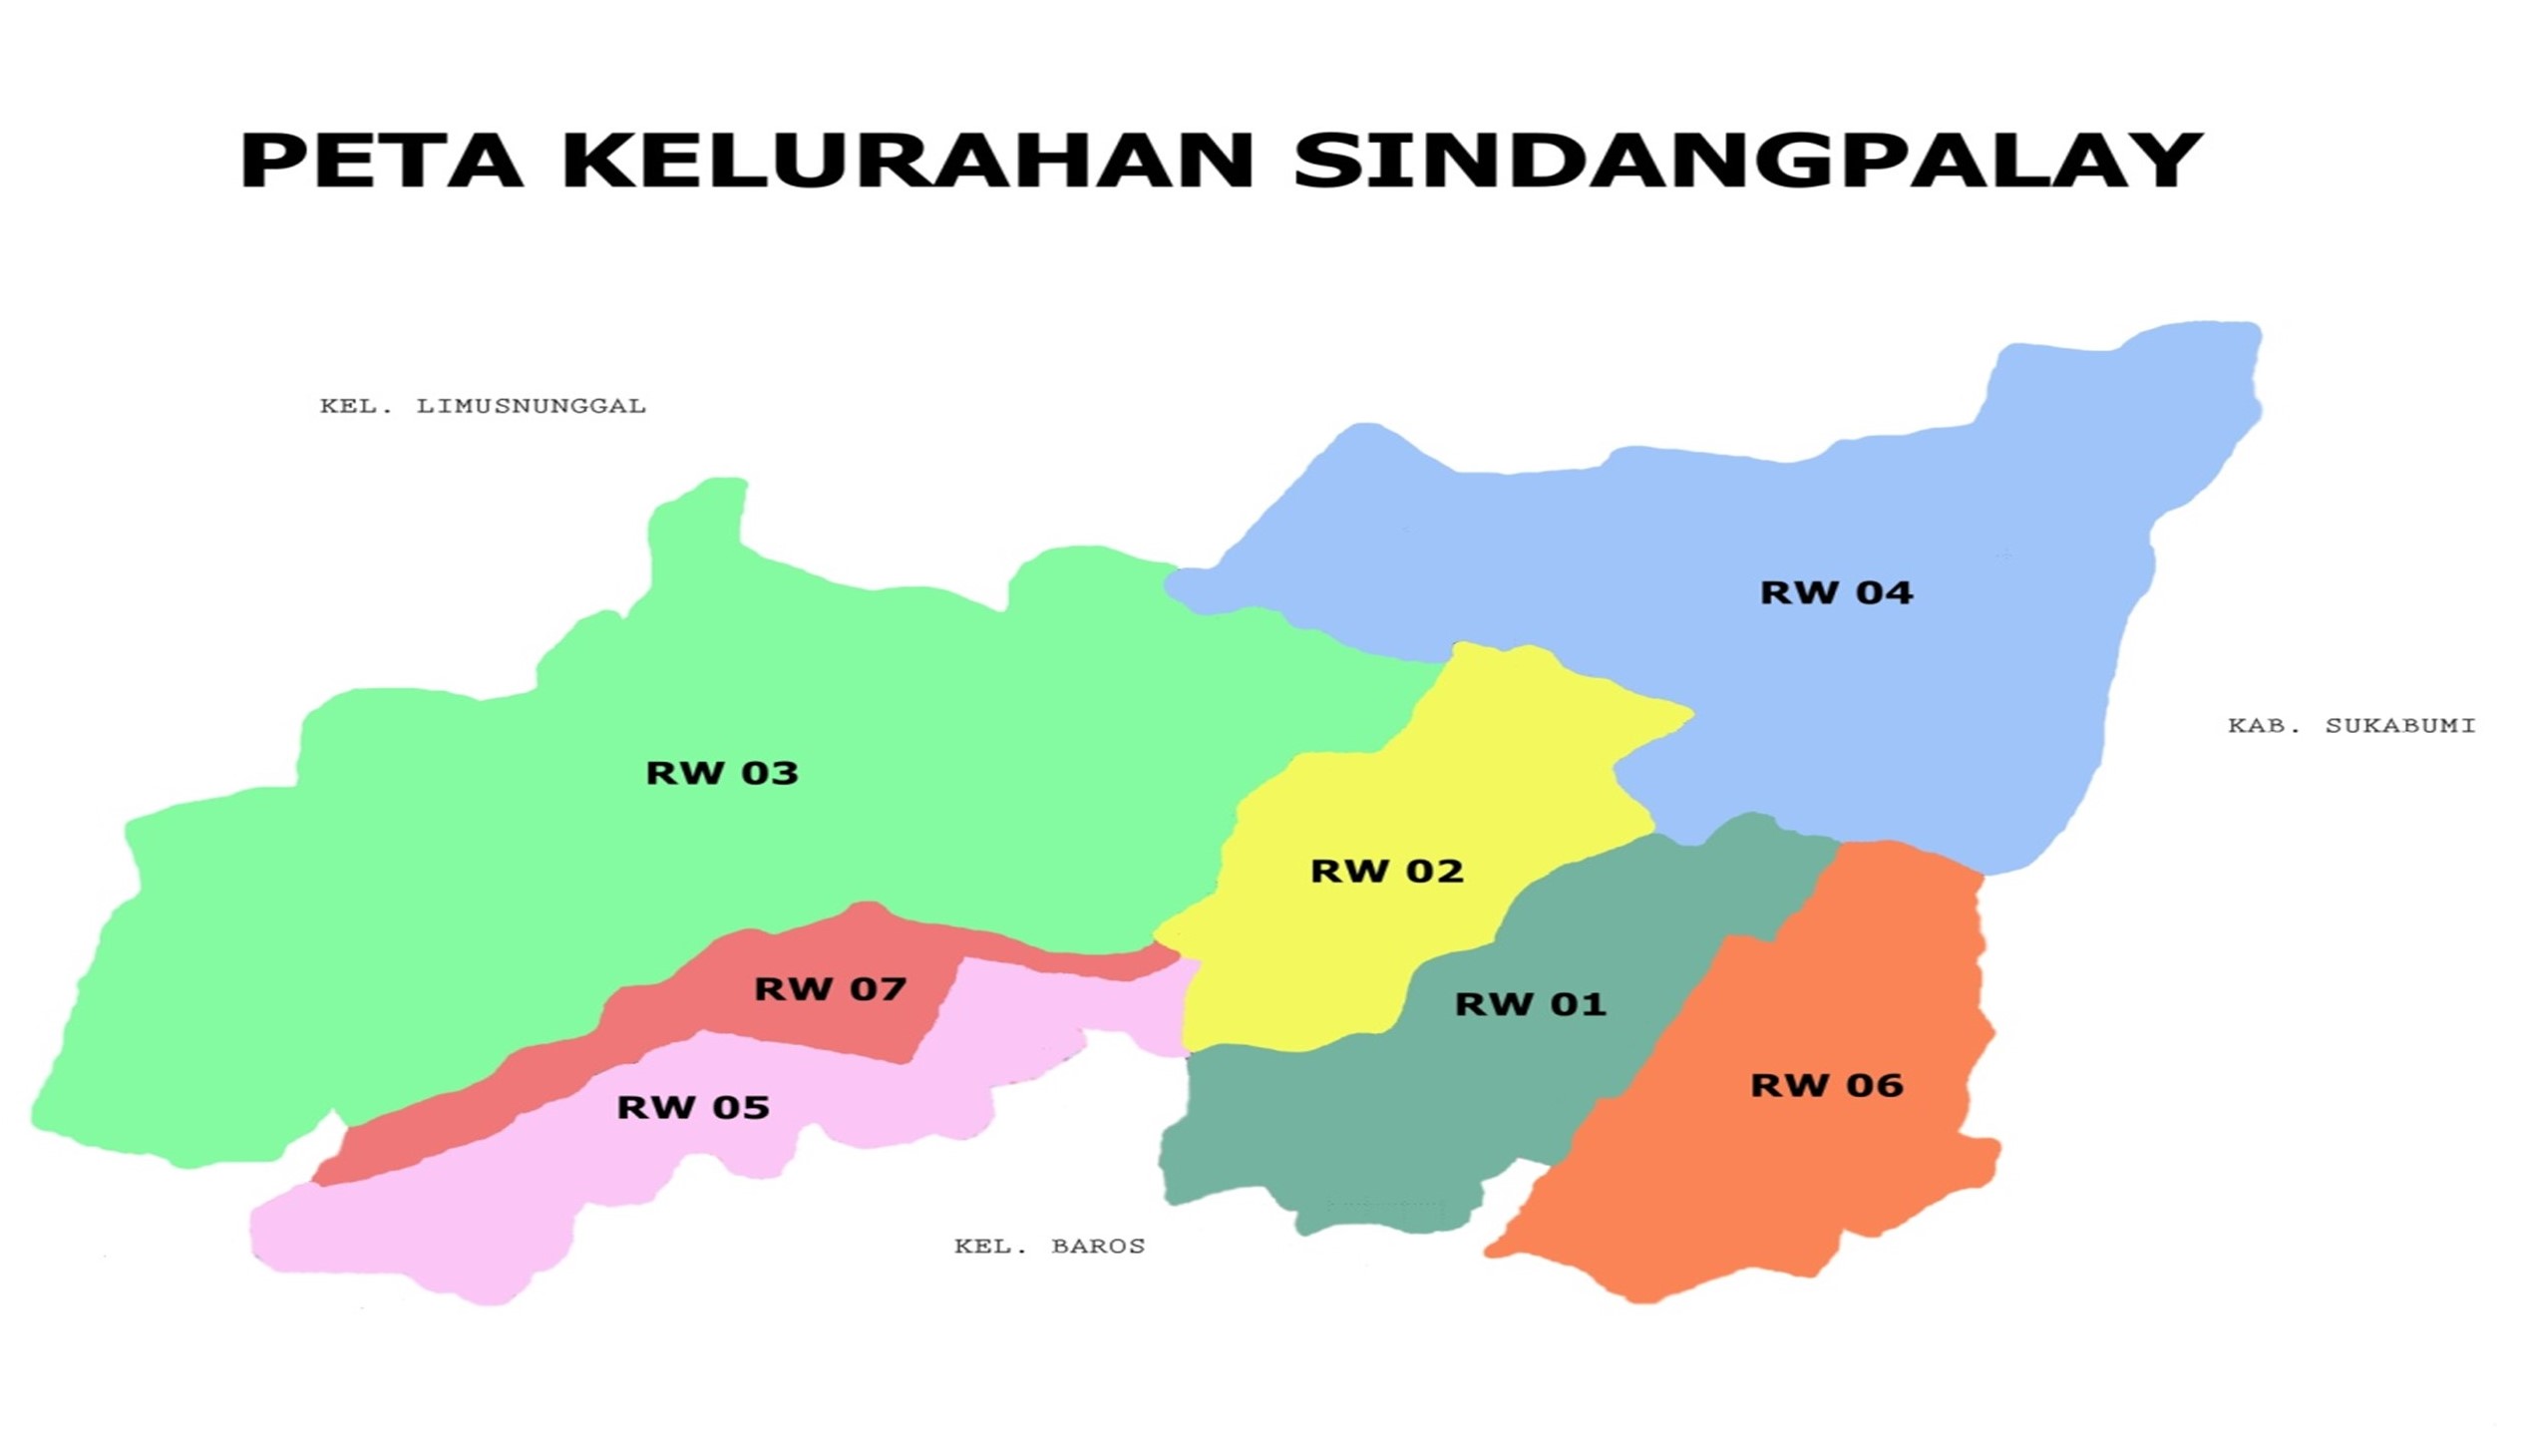 PETA KELURAHAN SINDANGPALAY
KEL. LIMUSNUNGGAL
RW 04
KAB. SUKABUMI
RW 03
RW 02
RW 07
RW 01
RW 06
RW 05
KEL. BAROS